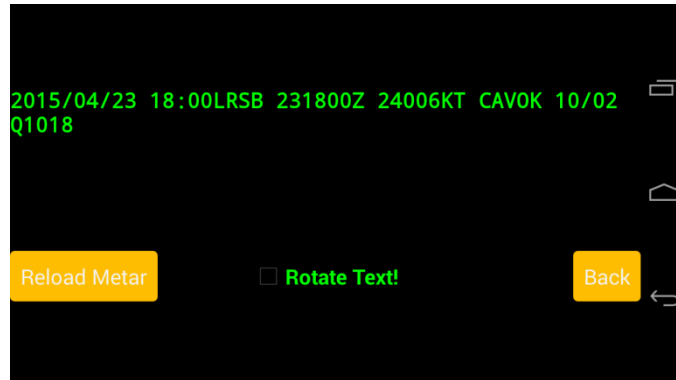 2015/04/23 18:00LRSB 231800Z 24006KT CAVOK 10/02
Q1018
Reload Metar
Rotate Text!
Back